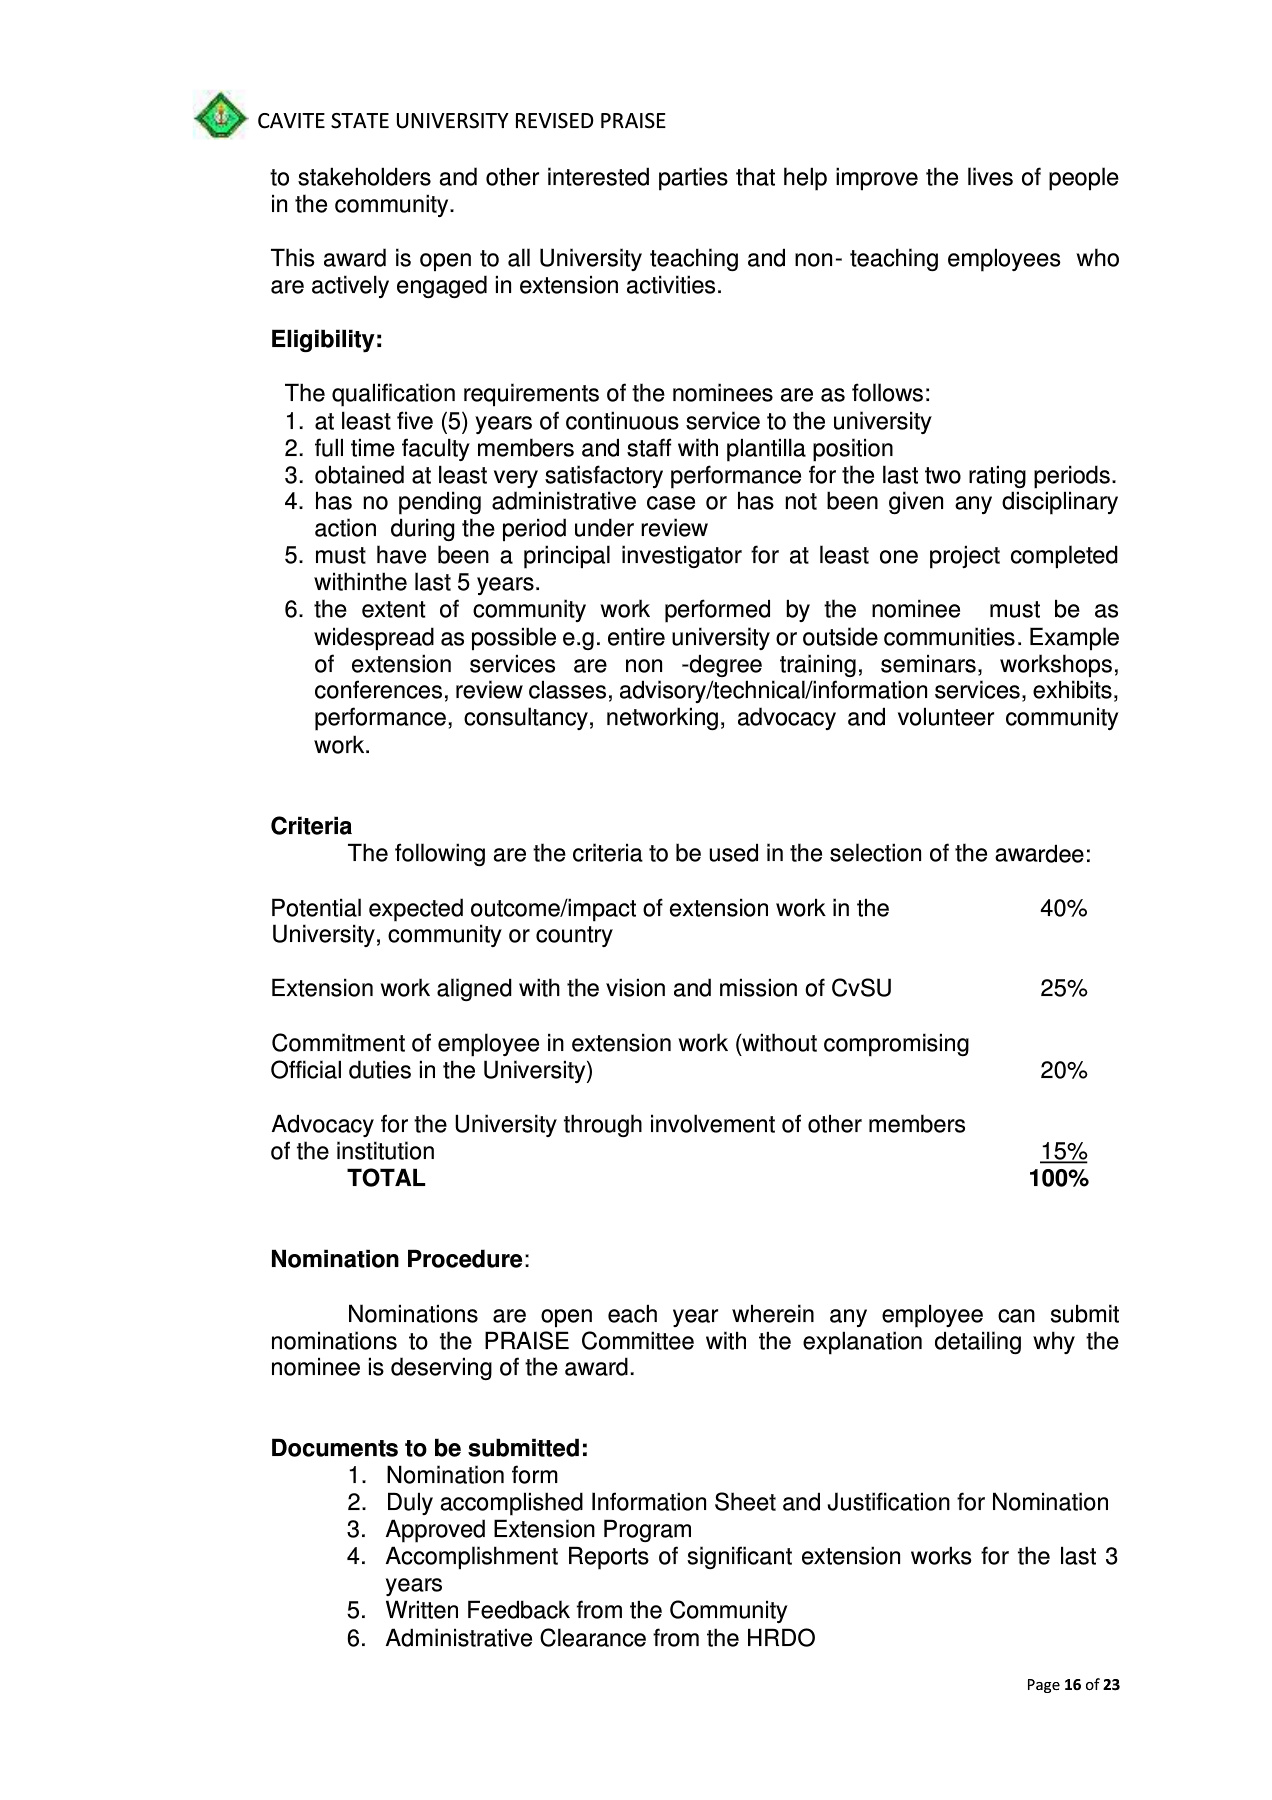 CAVITE STATE UNIVERSITY REVISED PRAISE
to stakeholders and other interested parties that help improve the lives of people
in the community.
This award is open to all University teaching and non- teaching employees  who
are actively engaged in extension activities.
Eligibility:
The qualification requirements of the nominees are as follows:
1. at least five (5) years of continuous service to the university
2. full time faculty members and staff with plantilla position
3. obtained at least very satisfactory performance for the last two rating periods.
4. has no pending administrative case or has not been given any disciplinary
action  during the period under review
5. must have been a principal investigator for at least one project completed
withinthe last 5 years.
6. the extent of community work performed by the nominee  must be as
widespread as possible e.g. entire university or outside communities. Example
of extension services are non -degree training, seminars, workshops,
conferences, review classes, advisory/technical/information services, exhibits,
performance, consultancy, networking, advocacy and volunteer community
work.
Criteria
The following are the criteria to be used in the selection of the awardee:
Potential expected outcome/impact of extension work in the 40%
University, community or country
Extension work aligned with the vision and mission of CvSU 25%
Commitment of employee in extension work (without compromising
Official duties in the University) 20%
Advocacy for the University through involvement of other members
of the institution 15%
TOTAL 100%
Nomination Procedure:
Nominations are open each year wherein any employee can submit
nominations to the PRAISE Committee with the explanation detailing why the
nominee is deserving of the award.
Documents to be submitted:
1. Nomination form
2. Duly accomplished Information Sheet and Justification for Nomination
3. Approved Extension Program
4. Accomplishment Reports of significant extension works for the last 3
years
5. Written Feedback from the Community
6. Administrative Clearance from the HRDO
Page 16 of 23